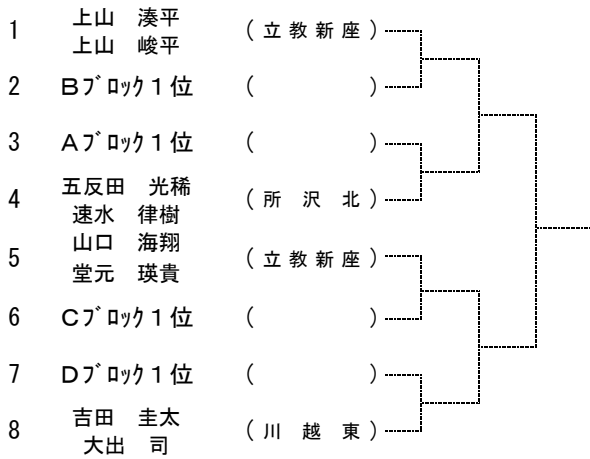 1 上山 湊平 (立教新座)
上山 峻平
2 Bﾌﾞﾛｯｸ1位 ( )
3 Aﾌﾞﾛｯｸ1位 ( )
4 五反田 光稀 (所沢北)
速水 律樹
5 山口 海翔 (立教新座)
堂元 瑛貴
6 Cﾌﾞﾛｯｸ1位 ( )
7 Dﾌﾞﾛｯｸ1位 ( )
8 吉田 圭太 (川越東)
大出 司